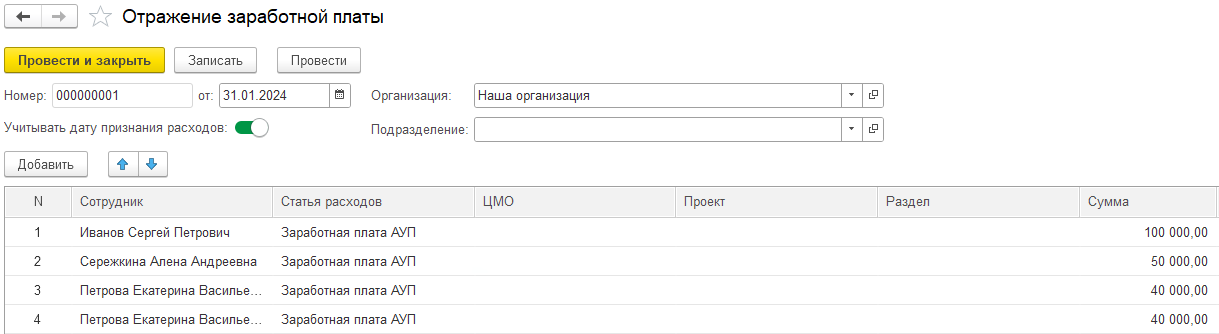 Отражение заработной платы
Провести и закрыть Записать Провести
Номер: 000000001 от: 31.01.2024 Организация: Наша организация
Учитывать дату признания расходов: Подразделение:
Добавить
N Сотрудник Статья расходов ЦМО Проект Раздел Сумма
1 Иванов Сергей Петрович Заработная плата АУП 100 000,00
2 Сережкина Алена Андреевна Заработная плата АУП 50 000,00
3 Петрова Екатерина Василье... Заработная плата АУП 40 000,00
4 Петрова Екатерина Василье... Заработная плата АУП 40 000,00